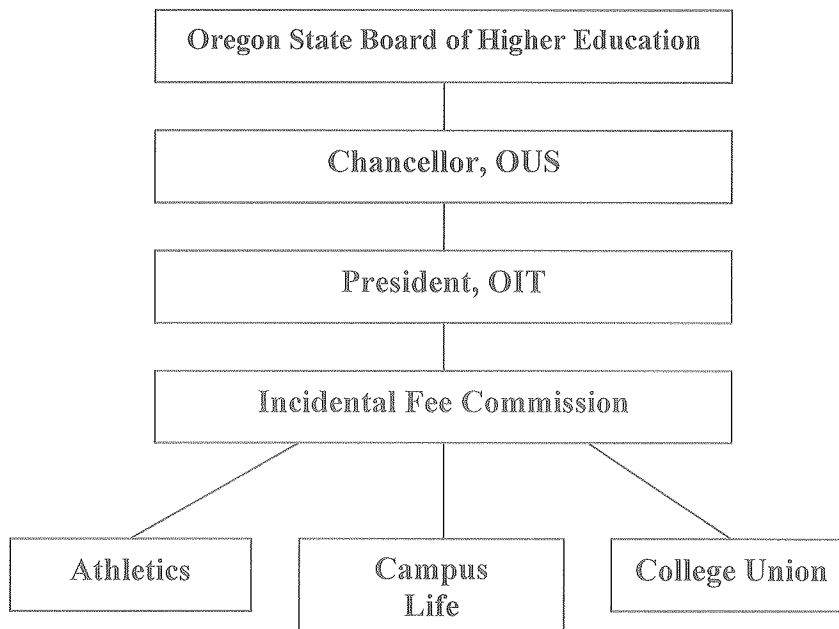 Oregon State Board of Higher Education
Chancellor, OUS
President, OIT
Incidental Fee Commission
Athletics
Campus
Life
College Union